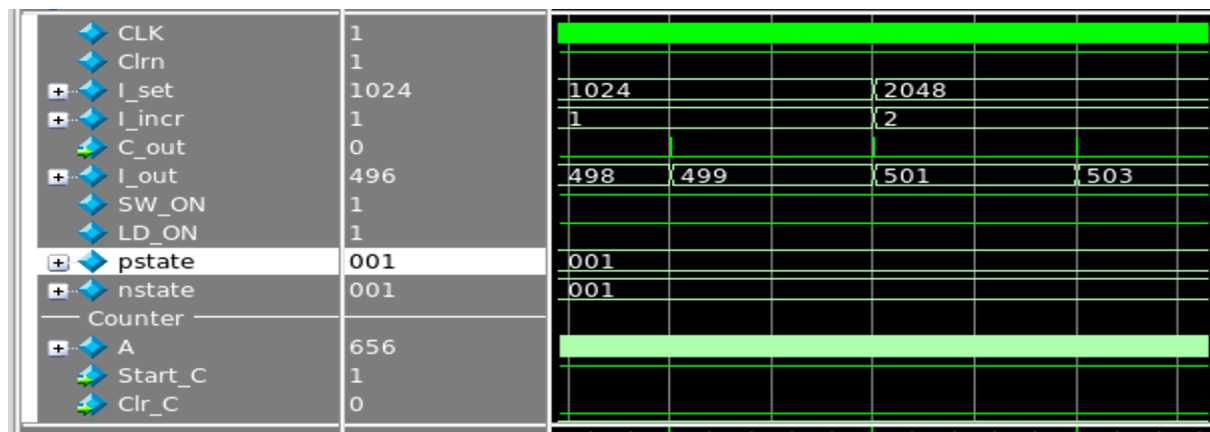 CLK 1
Clrn 1
I_set 1024 1024 2048
I_incr 1 1 2
C_out 0
I_out 496 498 499 501 503
SW_ON 1
LD_ON 1
pstate 001 001
nstate 001 001
Counter
A 656
Start_C 1
Clr_C 0